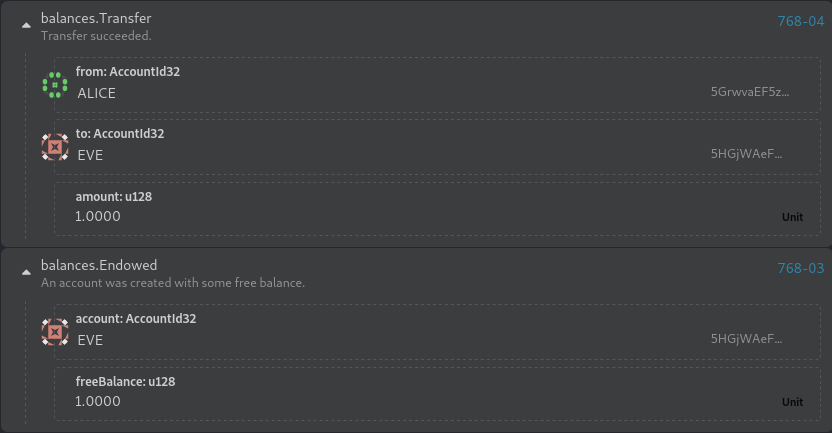 balances.Transfer
768-04
Transfer succeeded.
from: AccountId32
ALICE
5GrwvaEF5z...
to: AccountId32
EVE
5HGjWAeF...
amount: u128
1.0000
Unit
balances.Endowed
768-03
An account was created with some free balance.
account: AccountId32
EVE
5HGjWAeF...
freeBalance: u128
1.0000
Unit